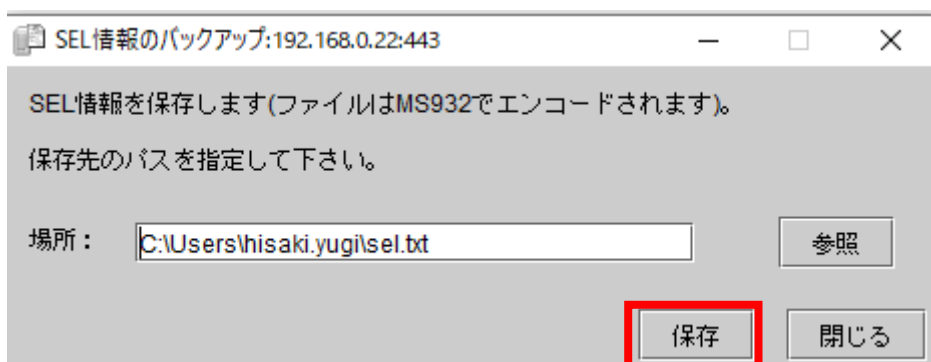 SEL情報のバックアップ:192.168.0.22:443
SEL情報を保存します(ファイルはMS932でエンコードされます)。
保存先のパスを指定して下さい。
場所： C:\Users\hisaki.yugi\sel.txt 参照
保存 閉じる